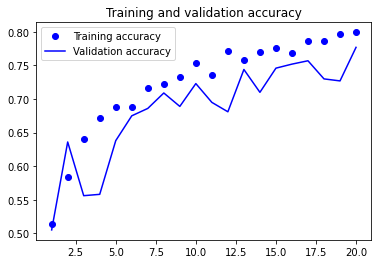 Training and validation accuracy
Training accuracy
Validation accuracy
0.80
0.75
0.70
0.65
0.60
0.55
0.50
2.5 5.0 7.5 10.0 12.5 15.0 17.5 20.0